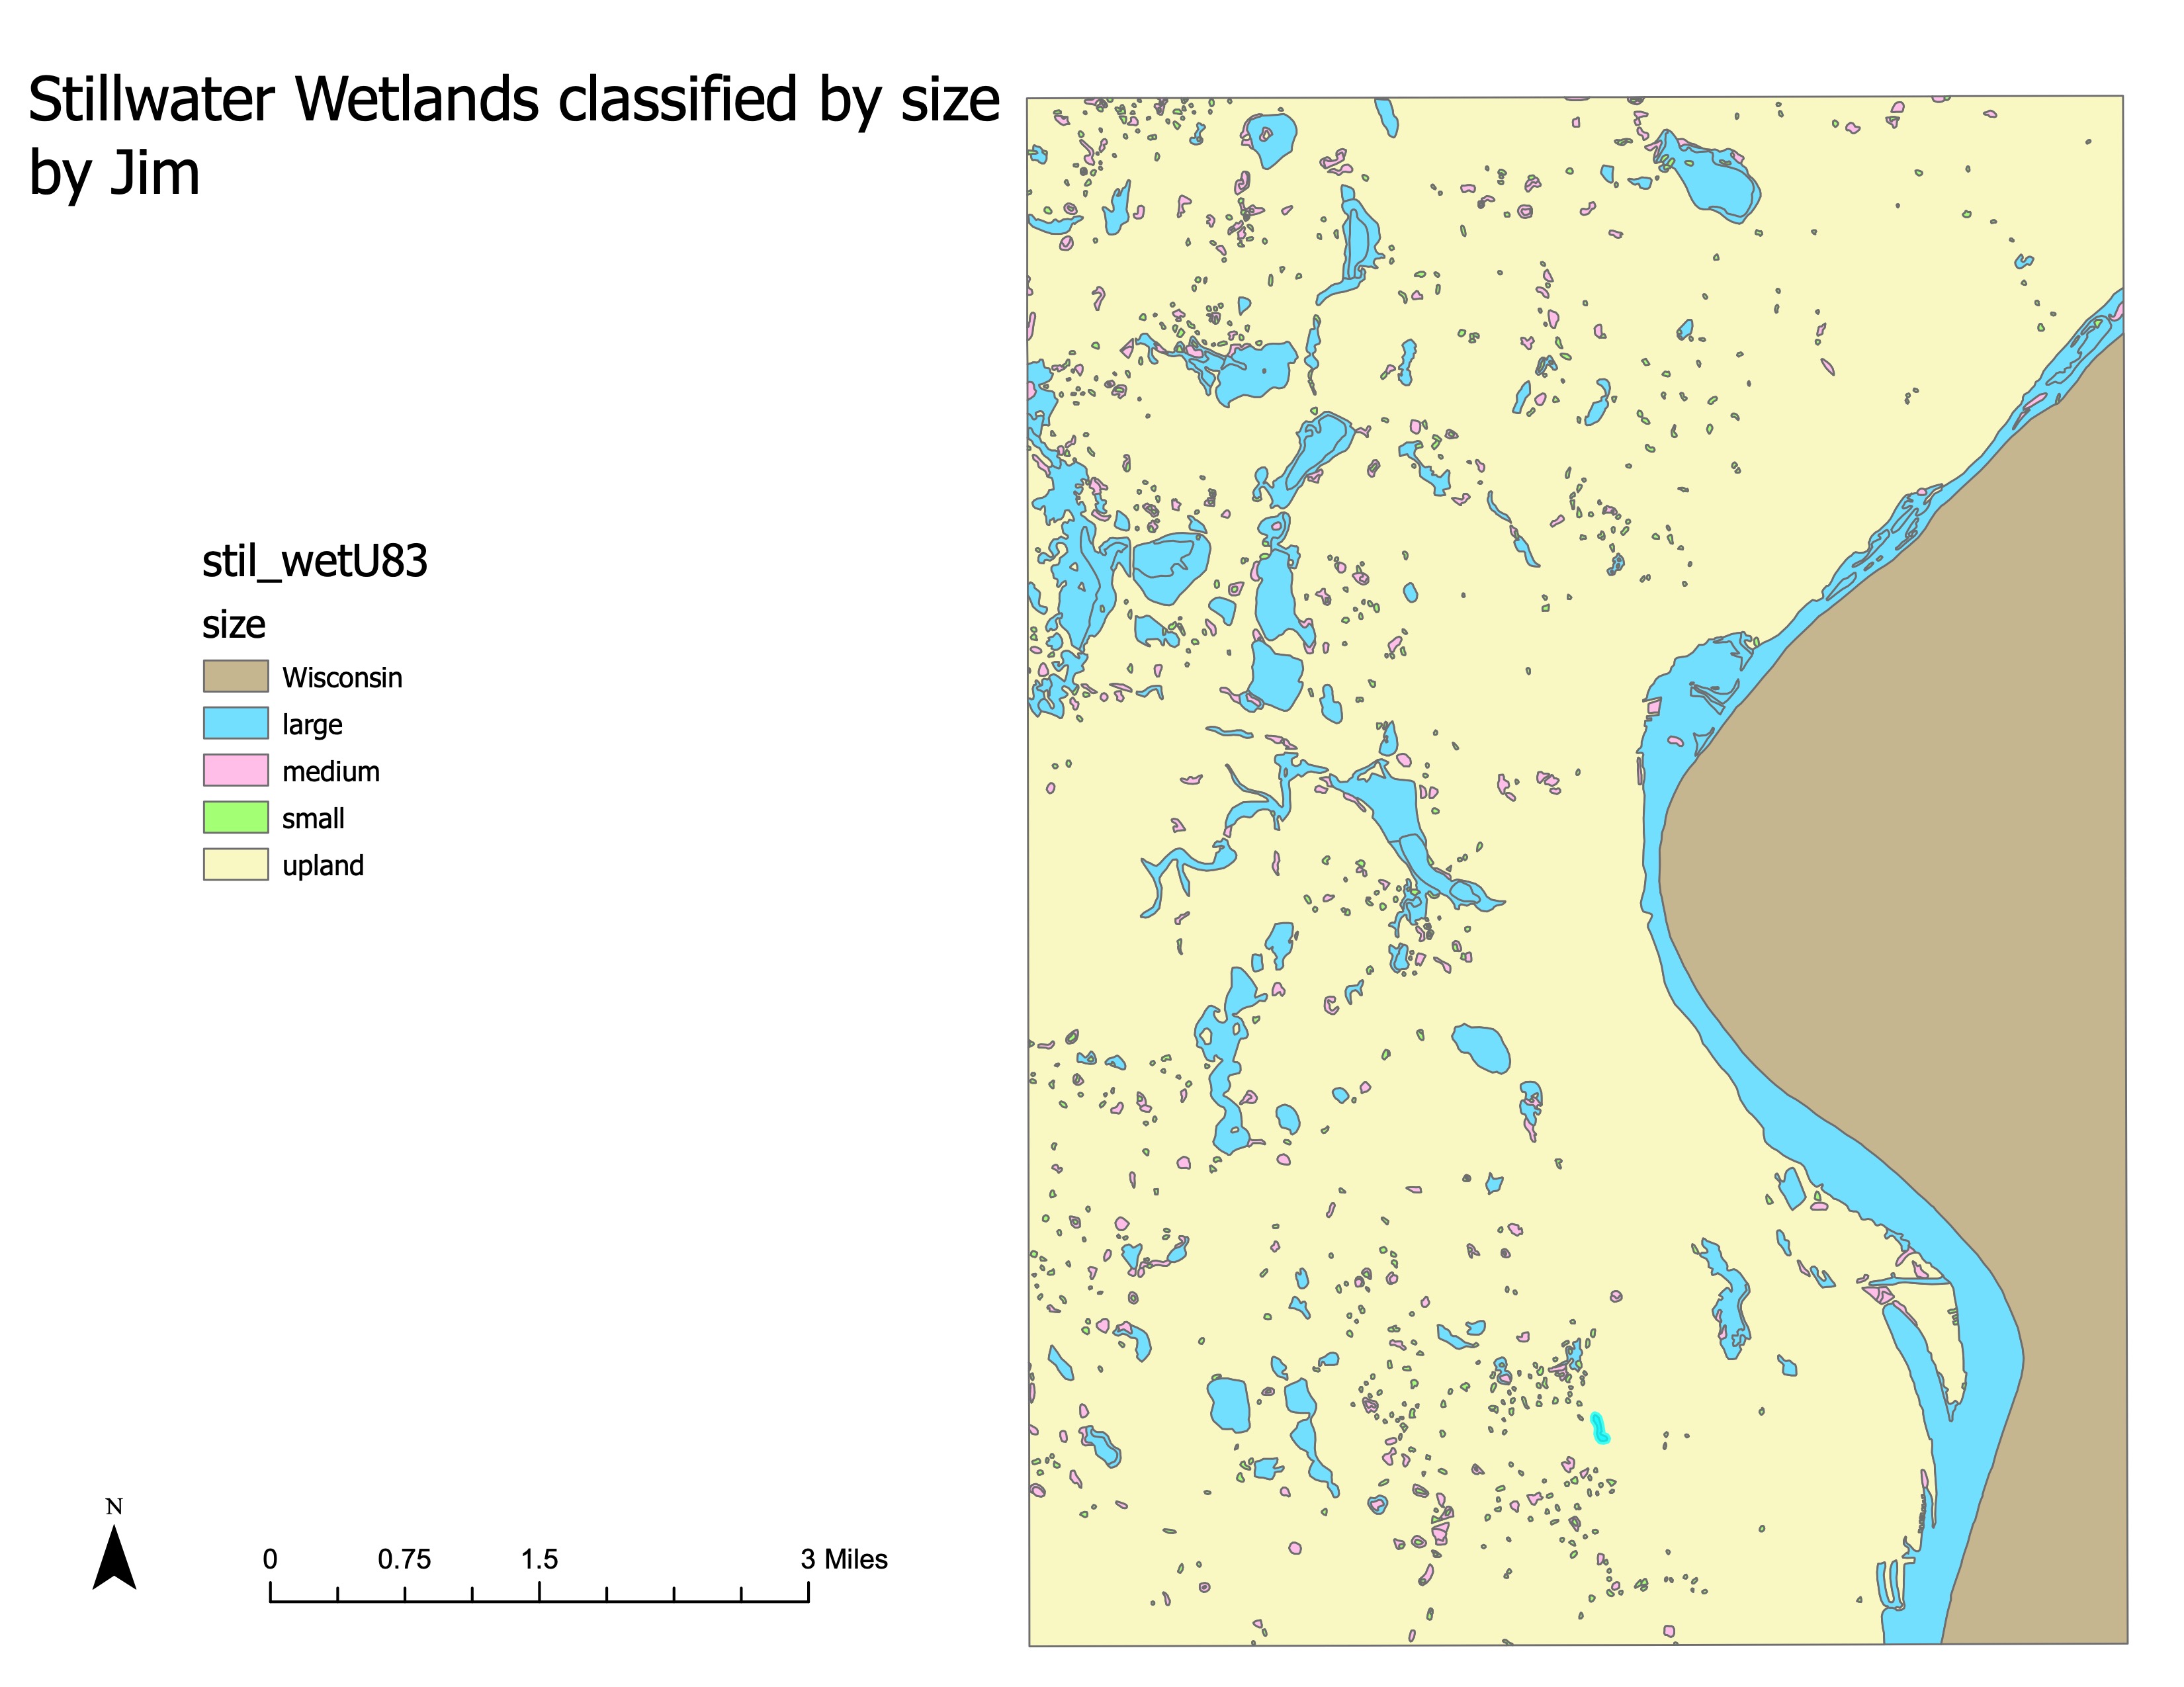 Stillwater Wetlands classified by size
by Jim
stil_wetU83
size
Wisconsin
large
medium
small
upland
N
0 0.75 1.5 3 Miles